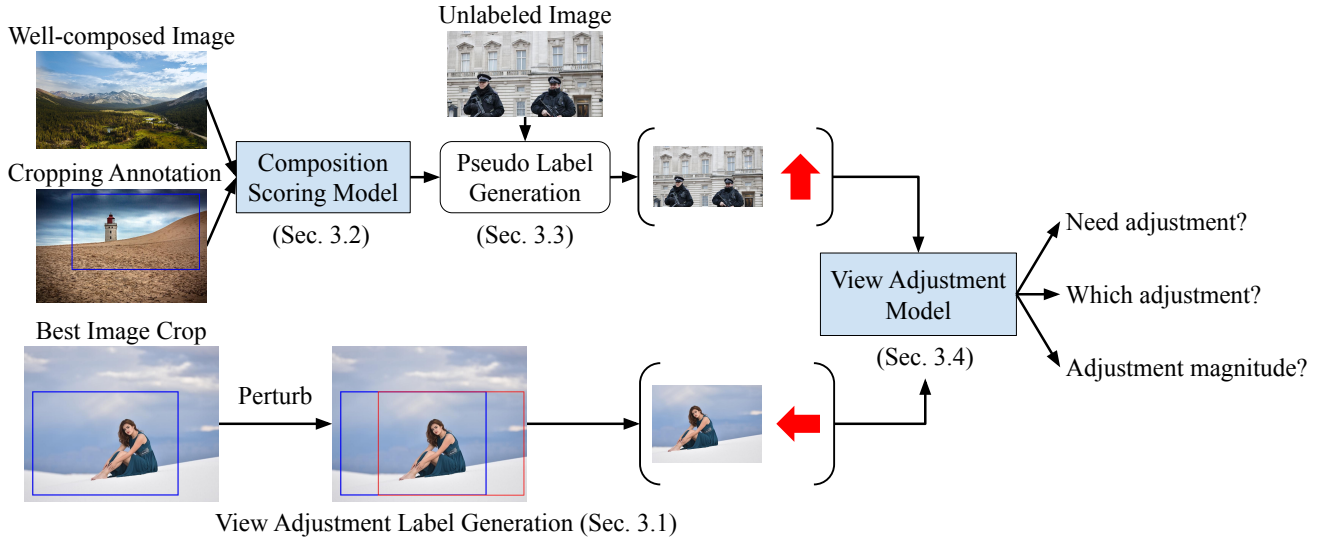 Well-composed Image
Unlabeled Image
Cropping Annotation
Composition
Scoring Model
(Sec. 3.2)
Pseudo Label
Generation
(Sec. 3.3)
View Adjustment
Model
(Sec. 3.4)
Need adjustment?
Which adjustment?
Adjustment magnitude?
Best Image Crop
Perturb
View Adjustment Label Generation (Sec. 3.1)